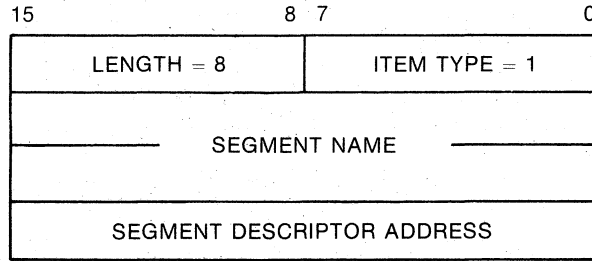 15 8 7 0
LENGTH = 8 ITEM TYPE = 1
SEGMENT NAME
SEGMENT DESCRIPTOR ADDRESS